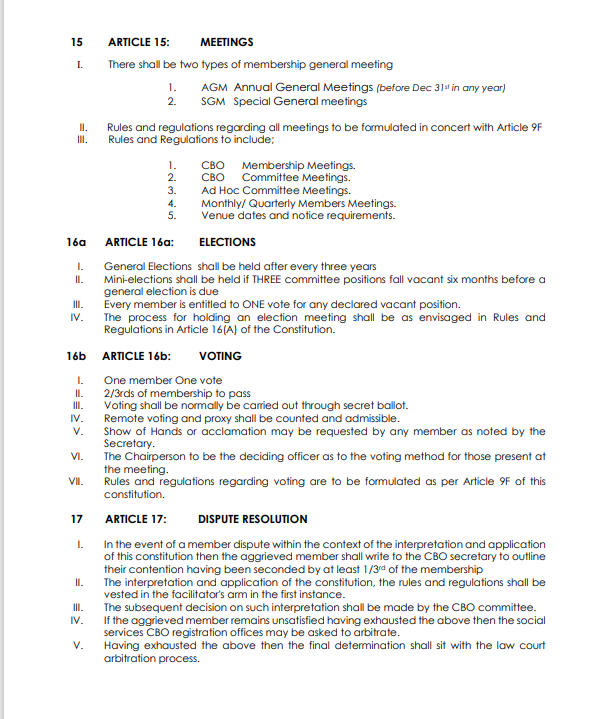 15 ARTICLE 15: MEETINGS
I. There shall be two types of membership general meeting
1. AGM Annual General Meetings (before Dec 31st in any year)
2. SGM Special General meetings
II. Rules and regulations regarding all meetings to be formulated in concert with Article 9F
III. Rules and Regulations to include;
1. CBO Membership Meetings.
2. CBO Committee Meetings.
3. Ad Hoc Committee Meetings.
4. Monthly/ Quarterly Members Meetings.
5. Venue dates and notice requirements.
16a ARTICLE 16a: ELECTIONS
I. General Elections shall be held after every three years
II. Mini-elections shall be held if THREE committee positions fall vacant six months before a
general election is due
III. Every member is entitled to ONE vote for any declared vacant position.
IV. The process for holding an election meeting shall be as envisaged in Rules and
Regulations in Article 16(A) of the Constitution.
16b ARTICLE 16b: VOTING
I. One member One vote
II. 2/3rds of membership to pass
III. Voting shall be normally be carried out through secret ballot.
IV. Remote voting and proxy shall be counted and admissible.
V. Show of Hands or acclamation may be requested by any member as noted by the
Secretary.
VI. The Chairperson to be the deciding officer as to the voting method for those present at
the meeting.
VII. Rules and regulations regarding voting are to be formulated as per Article 9F of this
constitution.
17 ARTICLE 17: DISPUTE RESOLUTION
I. In the event of a member dispute within the context of the interpretation and application
of this constitution then the aggrieved member shall write to the CBO secretary to outline
their contention having been seconded by at least 1/3rd of the membership
II. The interpretation and application of the constitution, the rules and regulations shall be
vested in the facilitator's arm in the first instance.
III. The subsequent decision on such interpretation shall be made by the CBO committee.
IV. If the aggrieved member remains unsatisfied having exhausted the above then the social
services CBO registration offices may be asked to arbitrate.
V. Having exhausted the above then the final determination shall sit with the law court
arbitration process.